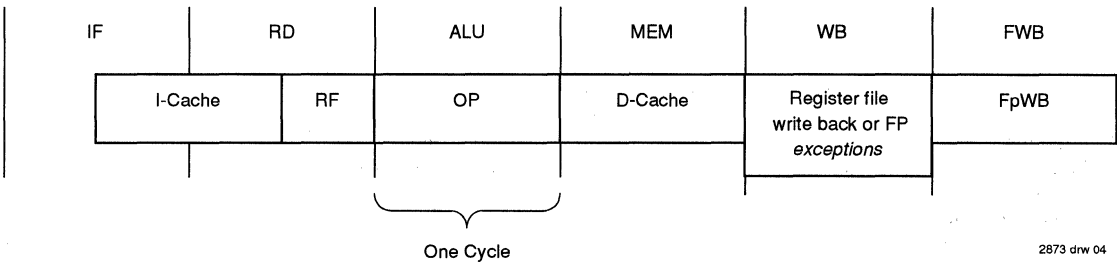 IF RD ALU MEM WB FWB
I-Cache RF OP D-Cache Register file write back or FP exceptions FpWB
One Cycle
2873 drw 04